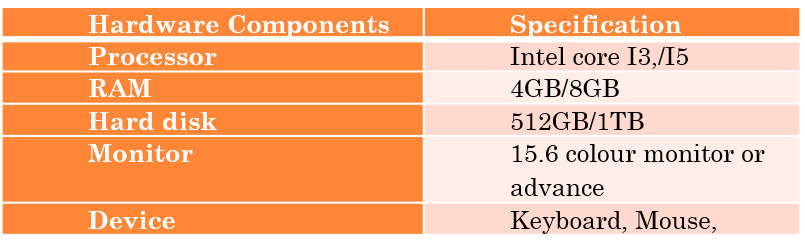 Hardware Components Specification
Processor Intel core I3,/I5
RAM 4GB/8GB
Hard disk 512GB/1TB
Monitor 15.6 colour monitor or
advance
Device Keyboard, Mouse,